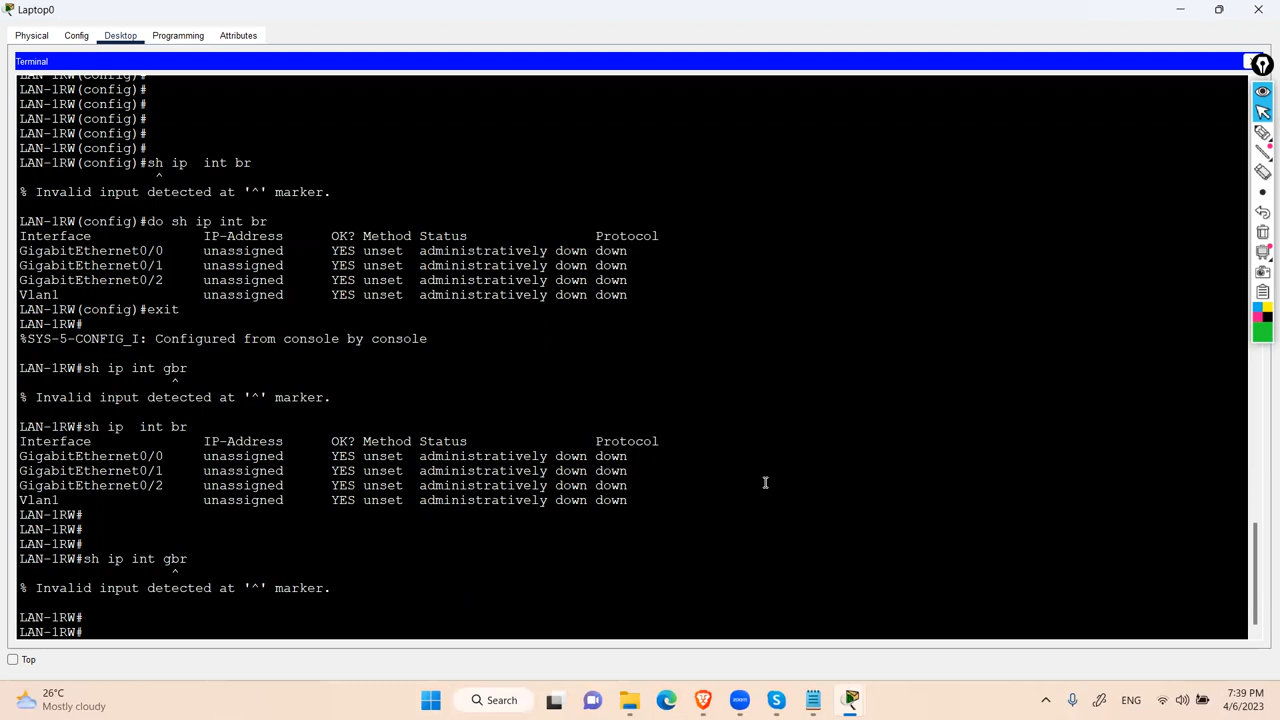 Laptop0
Physical Config Desktop Programming Attributes
Terminal
LAN-1RW(config)#
LAN-1RW(config)#
LAN-1RW(config)#
LAN-1RW(config)#
LAN-1RW(config)#
LAN-1RW(config)#
LAN-1RW(config)#sh ip  int br
^
% Invalid input detected at '^' marker.
LAN-1RW(config)#do sh ip int br
Interface IP-Address OK? Method Status Protocol
GigabitEthernet0/0 unassigned YES unset administratively down down
GigabitEthernet0/1 unassigned YES unset administratively down down
GigabitEthernet0/2 unassigned YES unset administratively down down
Vlan1 unassigned YES unset administratively down down
LAN-1RW(config)#exit
LAN-1RW#
%SYS-5-CONFIG_I: Configured from console by console
LAN-1RW#sh ip int gbr
^
% Invalid input detected at '^' marker.
LAN-1RW#sh ip  int br
Interface IP-Address OK? Method Status Protocol
GigabitEthernet0/0 unassigned YES unset administratively down down
GigabitEthernet0/1 unassigned YES unset administratively down down
GigabitEthernet0/2 unassigned YES unset administratively down down
Vlan1 unassigned YES unset administratively down down
LAN-1RW#
LAN-1RW#
LAN-1RW#
LAN-1RW#sh ip int gbr
^
% Invalid input detected at '^' marker.
LAN-1RW#
LAN-1RW#
Top
26°C
Mostly cloudy
Search
zoom
ENG
7:39 PM
4/6/2023